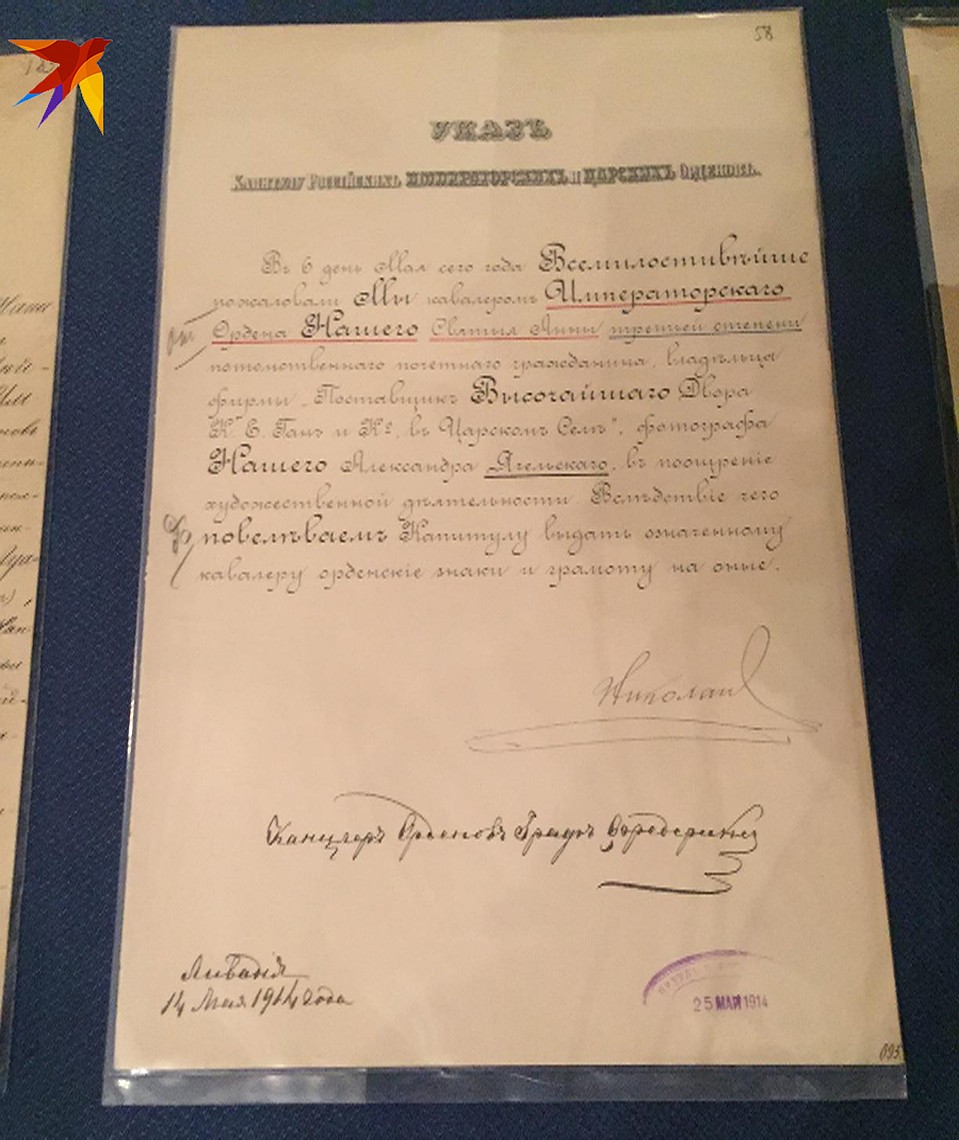 58
УКАЗЪ
Капитулу Россійскихъ ИМПЕРАТОРСКИХЪ и ЦАРСКИХЪ Орденовъ.
Въ 6 день Мая сего года Всемилостивѣйше
пожаловали Мы кавалеромъ Императорскаго
Ордена Нашего Святыя Анны третьей степени
потомственнаго почетнаго гражданина, владѣльца
фирмы „Поставщикъ Высочайшаго Двора
К. Е. Ганъ и Кº, въ Царскомъ Селѣ", фотографа
Нашего Александра Ягельскаго, въ поощреніе
художественной дѣятельности. Вслѣдствіе чего
повелѣваемъ Капитулу выдать означенному
кавалеру орденскіе знаки и грамоту на оные.
Николай
Канцлеръ Орденовъ Графъ Фредериксъ
Ливадія
14 Мая 1914 года
25 МАЙ 1914
095